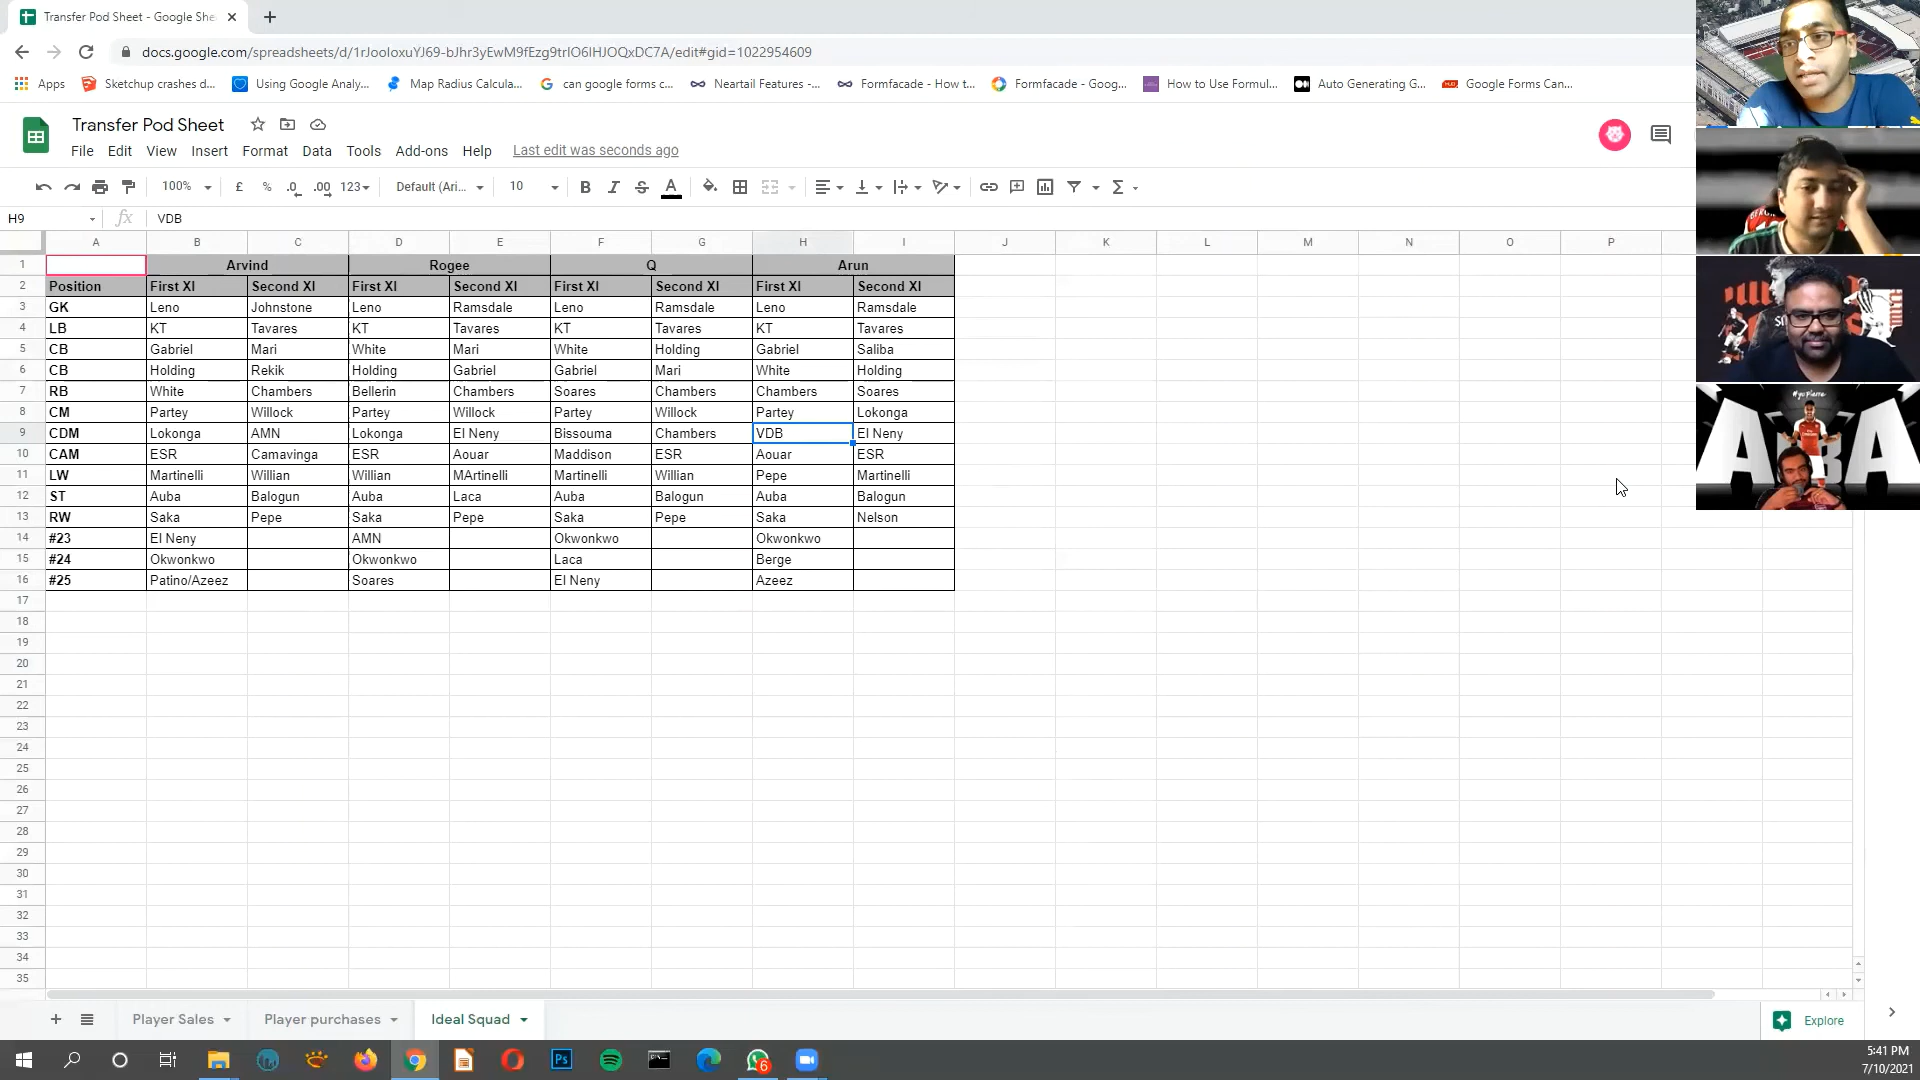 Transfer Pod Sheet - Google She
docs.google.com/spreadsheets/d/1rJooloxuYJ69-bJhr3yEwM9fEzg9trlO6lHJOQxDC7A/edit#gid=1022954609
Apps Sketchup crashes d... Using Google Analy... Map Radius Calcula... can google forms c... Neartail Features -... Formfacade - How t... Formfacade - Goog... How to Use Formul... Auto Generating G... Google Forms Can...
Transfer Pod Sheet
File Edit View Insert Format Data Tools Add-ons Help Last edit was seconds ago
100% £ % .0 .00 123 Default (Ari... 10 B I S A
H9 fx VDB
A B C D E F G H I J K L M N O P
1 Arvind Rogee Q Arun
2 Position First XI Second XI First XI Second XI First XI Second XI First XI Second XI
3 GK Leno Johnstone Leno Ramsdale Leno Ramsdale Leno Ramsdale
4 LB KT Tavares KT Tavares KT Tavares KT Tavares
5 CB Gabriel Mari White Mari White Holding Gabriel Saliba
6 CB Holding Rekik Holding Gabriel Gabriel Mari White Holding
7 RB White Chambers Bellerin Chambers Soares Chambers Chambers Soares
8 CM Partey Willock Partey Willock Partey Willock Partey Lokonga
9 CDM Lokonga AMN Lokonga El Neny Bissouma Chambers VDB El Neny
10 CAM ESR Camavinga ESR Aouar Maddison ESR Aouar ESR
11 LW Martinelli Willian Willian MArtinelli Martinelli Willian Pepe Martinelli
12 ST Auba Balogun Auba Laca Auba Balogun Auba Balogun
13 RW Saka Pepe Saka Pepe Saka Pepe Saka Nelson
14 #23 El Neny AMN Okwonkwo Okwonkwo
15 #24 Okwonkwo Okwonkwo Laca Berge
16 #25 Patino/Azeez Soares El Neny Azeez
17
18
19
20
21
22
23
24
25
26
27
28
29
30
31
32
33
34
35
Player Sales Player purchases Ideal Squad Explore
Ps 6
5:41 PM
7/10/2021